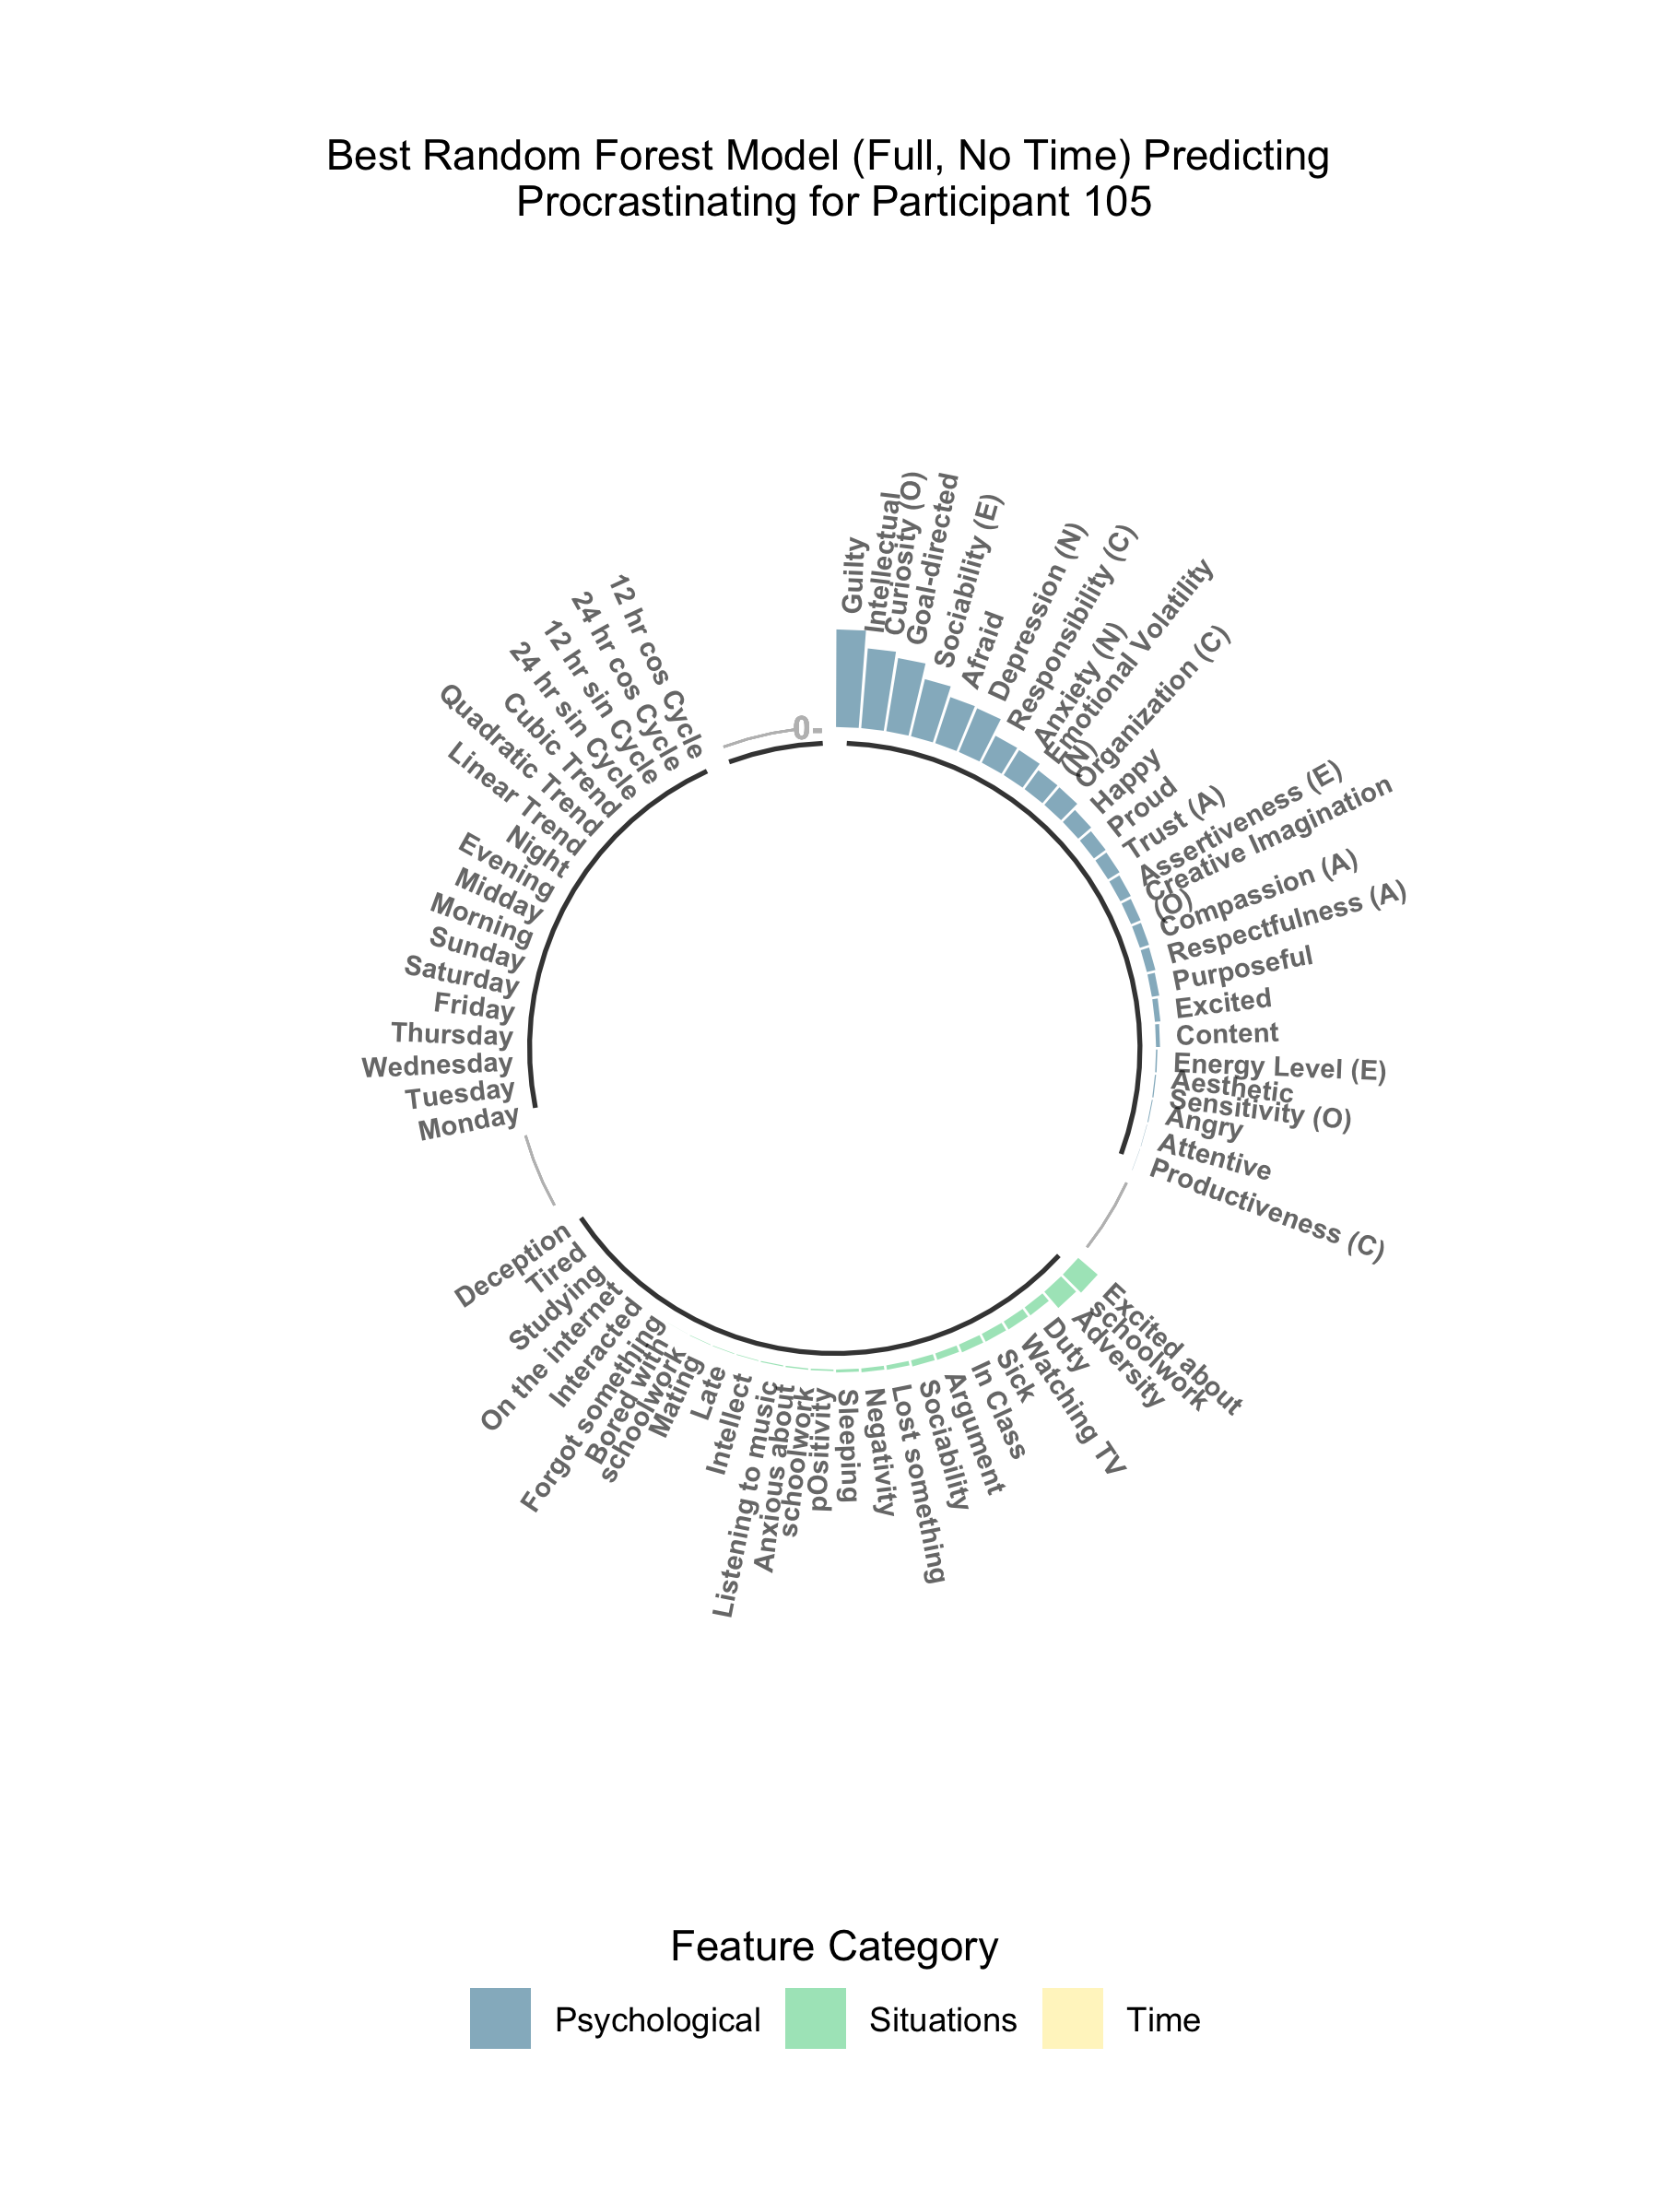 Best Random Forest Model (Full, No Time) Predicting
Procrastinating for Participant 105
Guilty
Intellectual
Curiosity (O)
Goal-directed
Sociability (E)
Afraid
Depression (N)
Responsibility (C)
Anxiety (N)
Emotional Volatility
(N)
Organization (C)
Happy
Proud
Trust (A)
Assertiveness (E)
Creative Imagination
(O)
Compassion (A)
Respectfulness (A)
Purposeful
Excited
Content
Energy Level (E)
Aesthetic
Sensitivity (O)
Angry
Attentive
Productiveness (C)
Excited about
schoolwork
Adversity
Duty
Watching TV
Sick
In Class
Argument
Sociability
Lost something
Negativity
Sleeping
pOsitivity
Anxious about
schoolwork
Listening to music
Intellect
Late
Mating
Bored with
schoolwork
Forgot something
Interacted
On the internet
Studying
Tired
Deception
Monday
Tuesday
Wednesday
Thursday
Friday
Saturday
Sunday
Morning
Midday
Evening
Night
Linear Trend
Quadratic Trend
Cubic Trend
24 hr sin Cycle
12 hr sin Cycle
24 hr cos Cycle
12 hr cos Cycle
0-
Feature Category
Psychological
Situations
Time